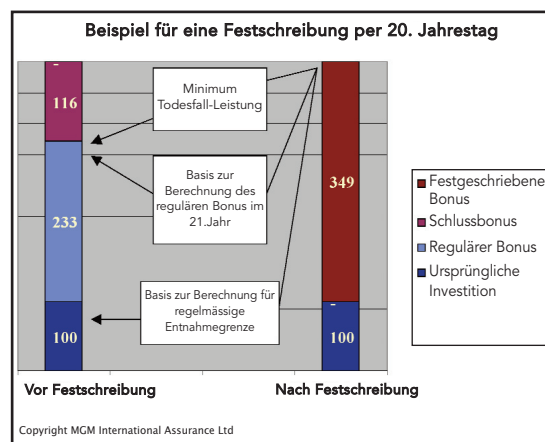 Beispiel für eine Festschreibung per 20. Jahrestag
-
116
233
100
Minimum
Todesfall-Leistung
Basis zur
Berechnung des
regulären Bonus im
21.Jahr
Basis zur Berechnung für
regelmässige
Entnahmegrenze
349
-
100
Festgeschriebene
Bonus
Schlussbonus
Regulärer Bonus
Ursprüngliche
Investition
Vor Festschreibung
Nach Festschreibung
Copyright MGM International Assurance Ltd